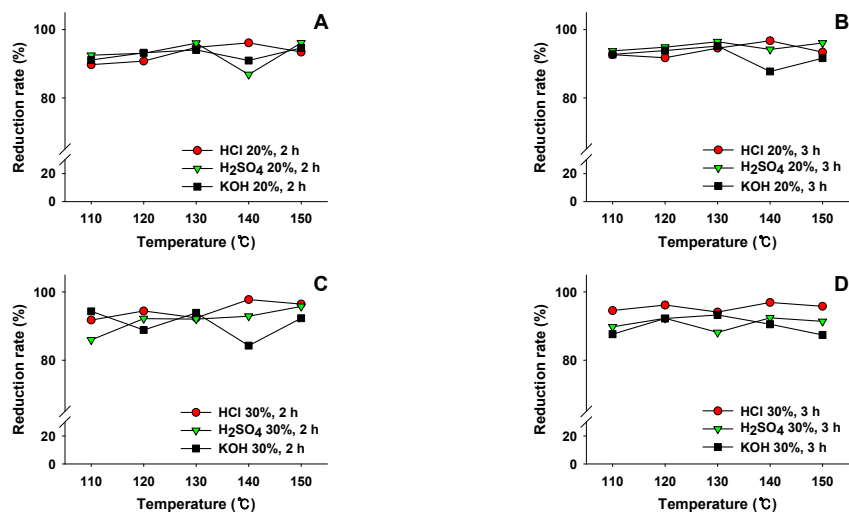 A
Reduction rate (%)
100
80
20
0
HCl 20%, 2 h
H2SO4 20%, 2 h
KOH 20%, 2 h
110 120 130 140 150
Temperature (℃)
B
Reduction rate (%)
100
80
20
0
HCl 20%, 3 h
H2SO4 20%, 3 h
KOH 20%, 3 h
110 120 130 140 150
Temperature (℃)
C
Reduction rate (%)
100
80
20
0
HCl 30%, 2 h
H2SO4 30%, 2 h
KOH 30%, 2 h
110 120 130 140 150
Temperature (℃)
D
Reduction rate (%)
100
80
20
0
HCl 30%, 3 h
H2SO4 30%, 3 h
KOH 30%, 3 h
110 120 130 140 150
Temperature (℃)